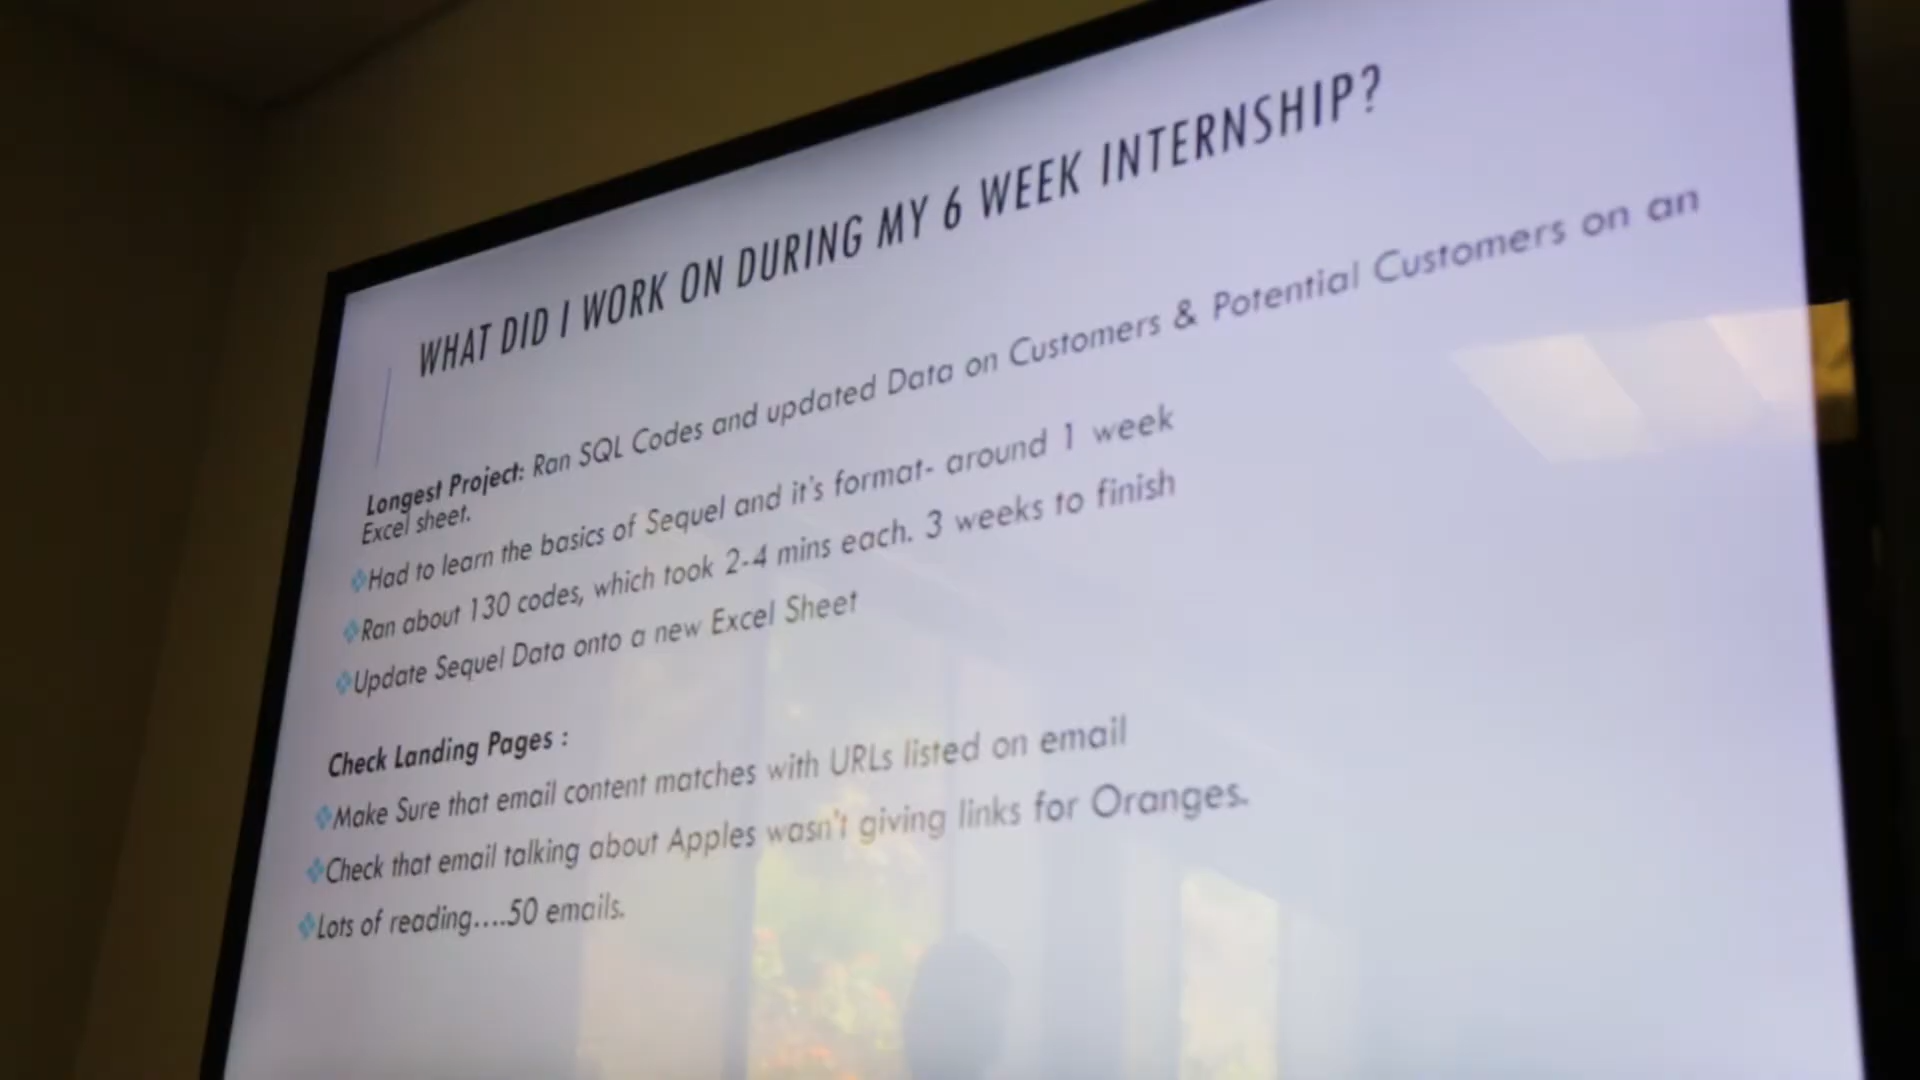 WHAT DID I WORK ON DURING MY 6 WEEK INTERNSHIP?
Longest Project: Ran SQL Codes and updated Data on Customers & Potential Customers on an
Excel sheet.
Had to learn the basics of Sequel and it's format- around 1 week
Ran about 130 codes, which took 2-4 mins each. 3 weeks to finish
Update Sequel Data onto a new Excel Sheet
Check Landing Pages :
Make Sure that email content matches with URLs listed on email
Check that email talking about Apples wasn't giving links for Oranges.
Lots of reading....50 emails.